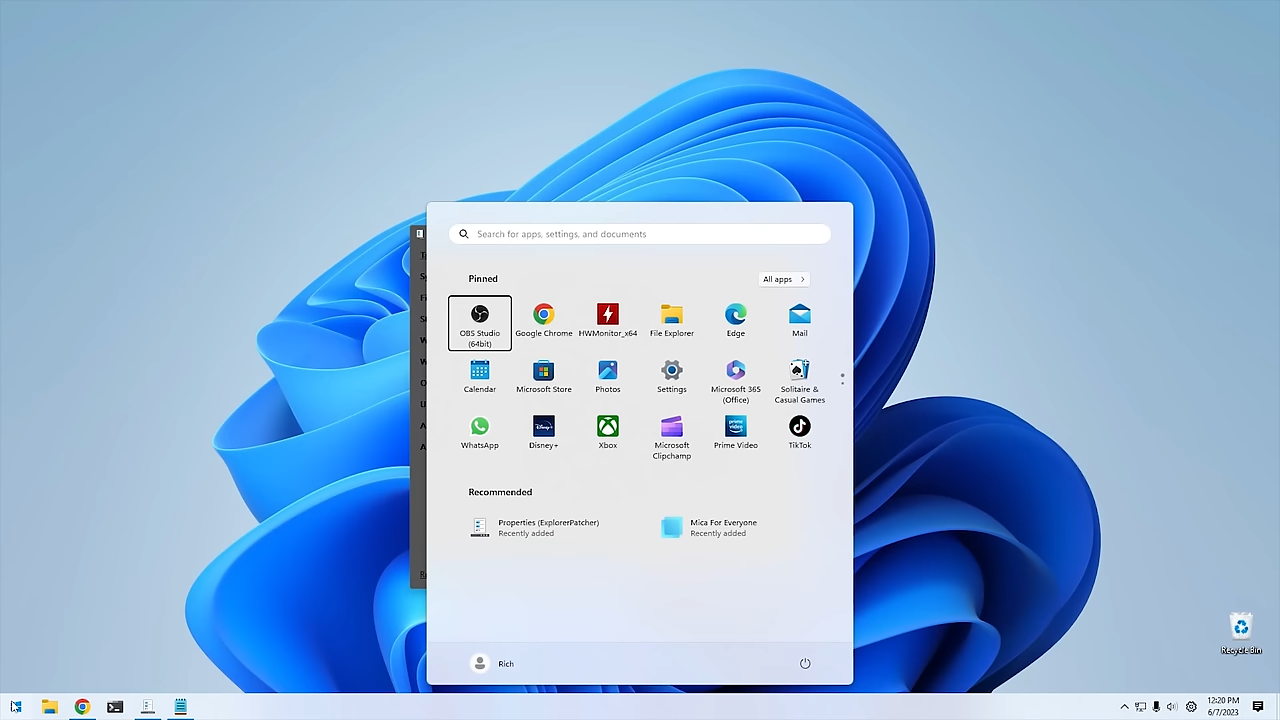 Search for apps, settings, and documents
Pinned
All apps
OBS Studio
(64bit)
Google Chrome
HWMonitor_x64
File Explorer
Edge
Mail
Calendar
Microsoft Store
Photos
Settings
Microsoft 365
(Office)
Solitaire &
Casual Games
WhatsApp
Disney+
Xbox
Microsoft
Clipchamp
prime
video
Prime Video
TikTok
Recommended
Properties (ExplorerPatcher)
Recently added
Mica For Everyone
Recently added
Rich
Recycle Bin
12:20 PM
6/7/2023